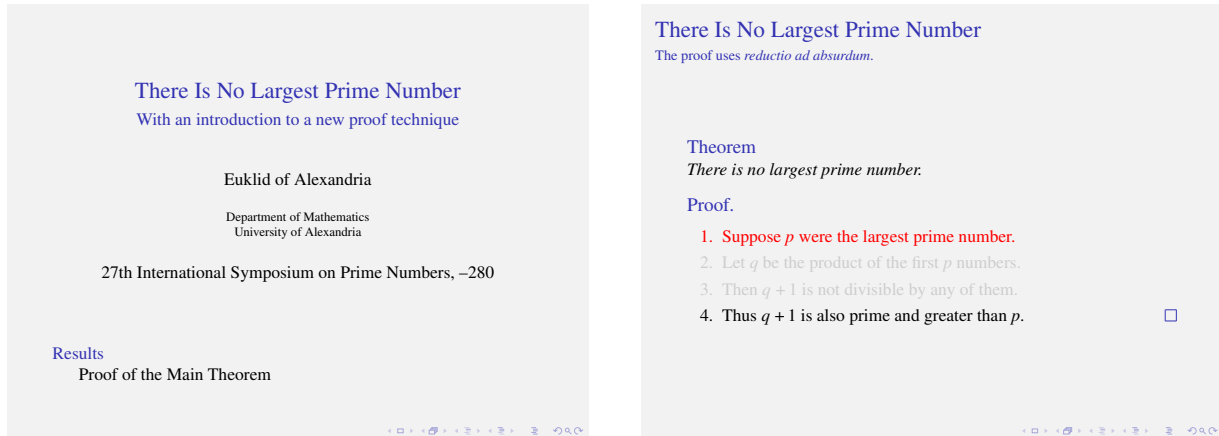 There Is No Largest Prime Number
With an introduction to a new proof technique
Euklid of Alexandria
Department of Mathematics
University of Alexandria
27th International Symposium on Prime Numbers, –280
Results
Proof of the Main Theorem
There Is No Largest Prime Number
The proof uses reductio ad absurdum.
Theorem
There is no largest prime number.
Proof.
1. Suppose p were the largest prime number.
2. Let q be the product of the first p numbers.
3. Then q + 1 is not divisible by any of them.
4. Thus q + 1 is also prime and greater than p.